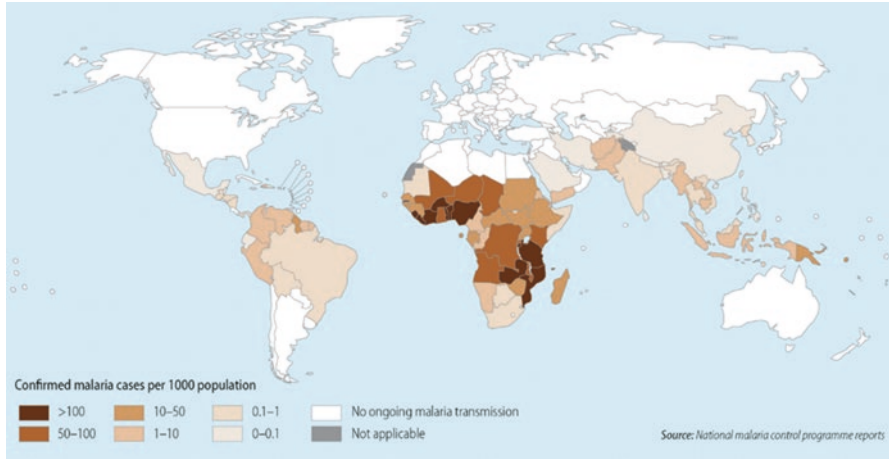 Confirmed malaria cases per 1000 population
>100
10–50
0.1–1
No ongoing malaria transmission
50–100
1–10
0–0.1
Not applicable
Source: National malaria control programme reports